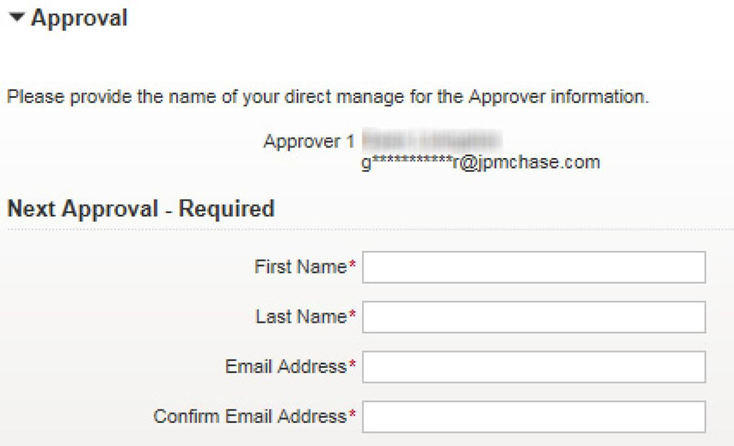 Approval
Please provide the name of your direct manage for the Approver information.
Approver 1
g***********r@jpmchase.com
Next Approval - Required
First Name*
Last Name*
Email Address*
Confirm Email Address*